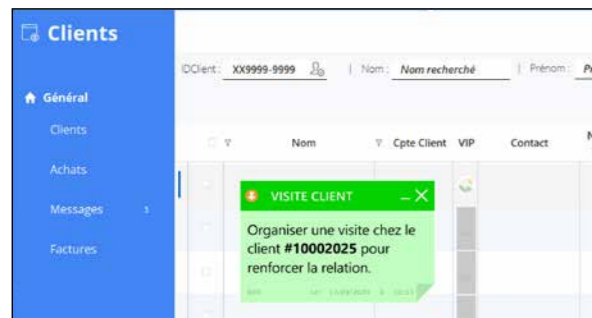 Clients
IDClient : XX9999-9999 | Nom : Nom recherché | Prénom :
Général
Clients
Achats
Messages
Factures
Nom Cpte Client VIP Contact
VISITE CLIENT
Organiser une visite chez le
client #10002025 pour
renforcer la relation.